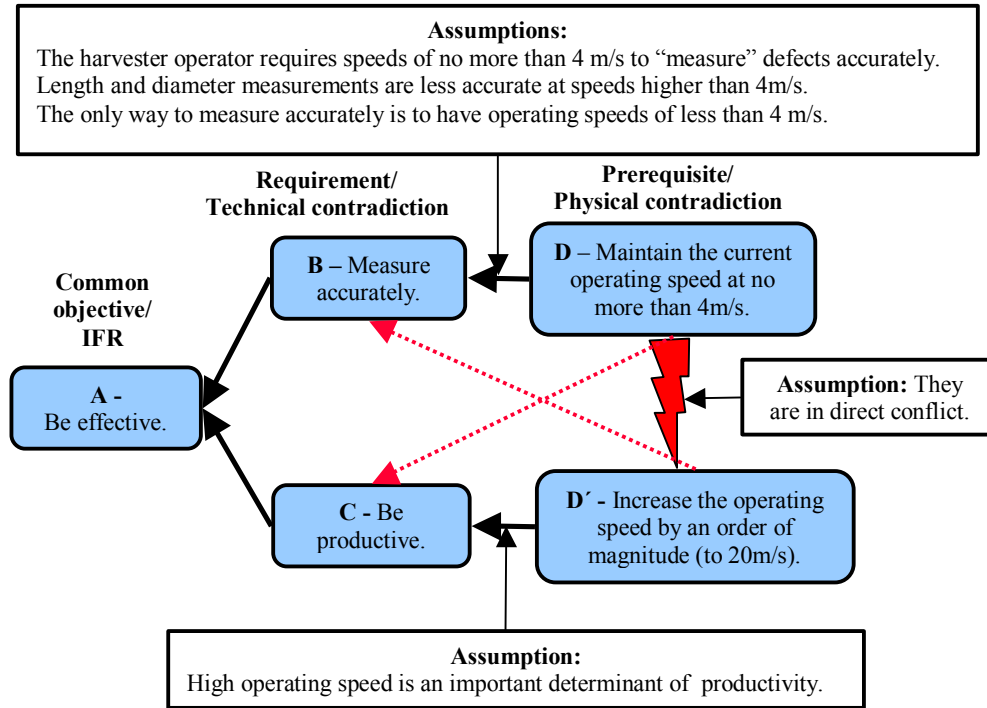 Assumptions:
The harvester operator requires speeds of no more than 4 m/s to “measure” defects accurately.
Length and diameter measurements are less accurate at speeds higher than 4m/s.
The only way to measure accurately is to have operating speeds of less than 4 m/s.
Requirement/
Technical contradiction
Prerequisite/
Physical contradiction
Common
objective/
IFR
B – Measure
accurately.
D – Maintain the current
operating speed at no
more than 4m/s.
A -
Be effective.
Assumption: They
are in direct conflict.
C - Be
productive.
D´ - Increase the operating
speed by an order of
magnitude (to 20m/s).
Assumption:
High operating speed is an important determinant of productivity.